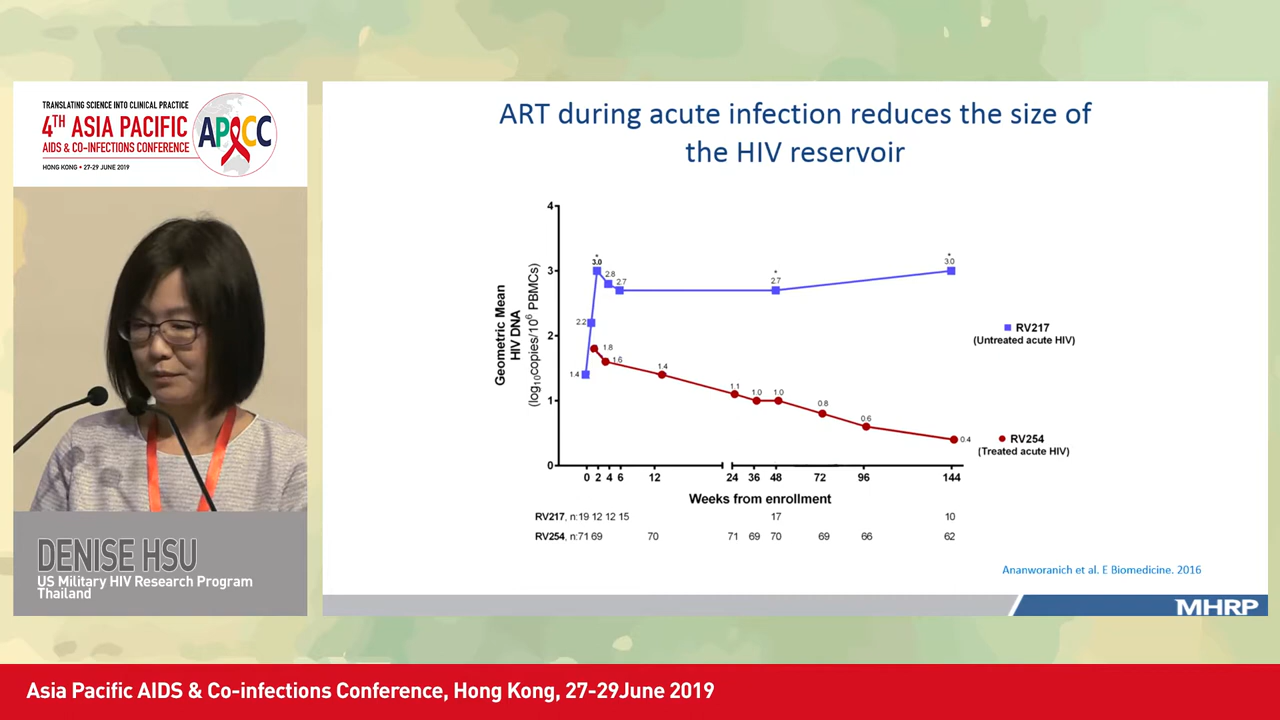 TRANSLATING SCIENCE INTO CLINICAL PRACTICE
4TH ASIA PACIFIC
AIDS & CO-INFECTIONS CONFERENCE
HONG KONG • 27-29 JUNE 2019
APACC
DENISE HSU
US Military HIV Research Program
Thailand
ART during acute infection reduces the size of
the HIV reservoir
Geometric Mean
HIV DNA
(log10copies/10^6 PBMCs)
4
3
2
1
0
1.4
2.2
*
3.0
2.8
2.7
*
2.7
*
3.0
1.8
1.6
1.4
1.1
1.0
1.0
0.8
0.6
0.4
RV217
(Untreated acute HIV)
RV254
(Treated acute HIV)
0 2 4 6 12 24 36 48 72 96 144
Weeks from enrollment
RV217, n:19 12 12 15 17 10
RV254, n:71 69 70 71 69 70 69 66 62
Ananworanich et al. E Biomedicine. 2016
MHRP
Asia Pacific AIDS & Co-infections Conference, Hong Kong, 27-29June 2019